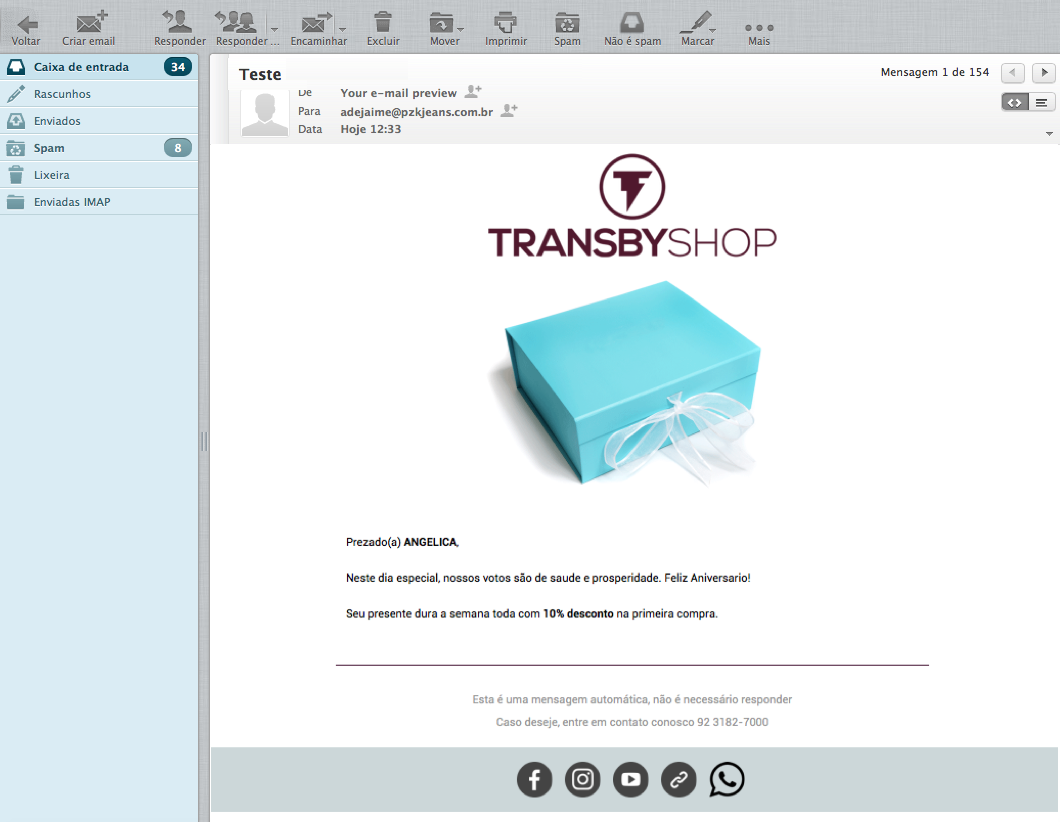 Voltar
Criar email
Responder
Responder ...
Encaminhar
Excluir
Mover
Imprimir
Spam
Não é spam
Marcar
Mais
Caixa de entrada 34
Rascunhos
Enviados
Spam 8
Lixeira
Enviadas IMAP
Teste
Mensagem 1 de 154
De Your e-mail preview
Para adejaime@pzkjeans.com.br
Data Hoje 12:33
TRANSBYSHOP
Prezado(a) ANGELICA,
Neste dia especial, nossos votos são de saude e prosperidade. Feliz Aniversario!
Seu presente dura a semana toda com 10% desconto na primeira compra.
Esta é uma mensagem automática, não é necessário responder
Caso deseje, entre em contato conosco 92 3182-7000